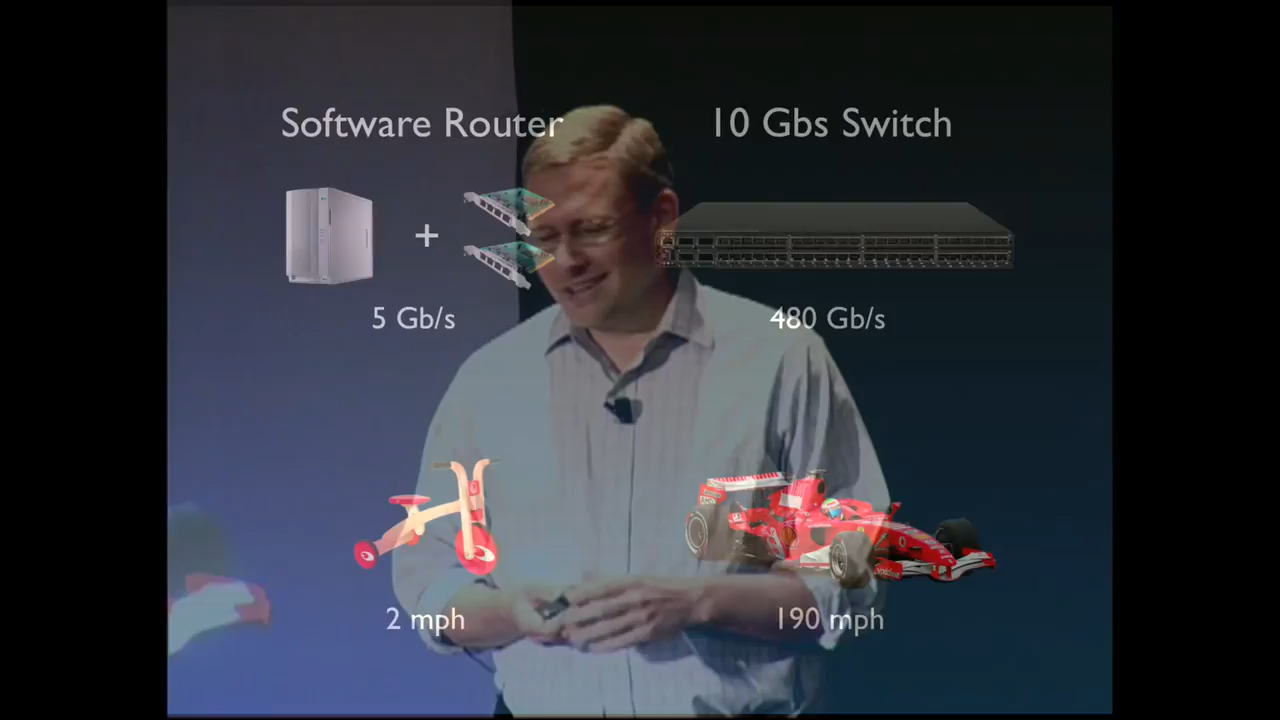 Software Router
10 Gbs Switch
+
5 Gb/s
480 Gb/s
2 mph
190 mph